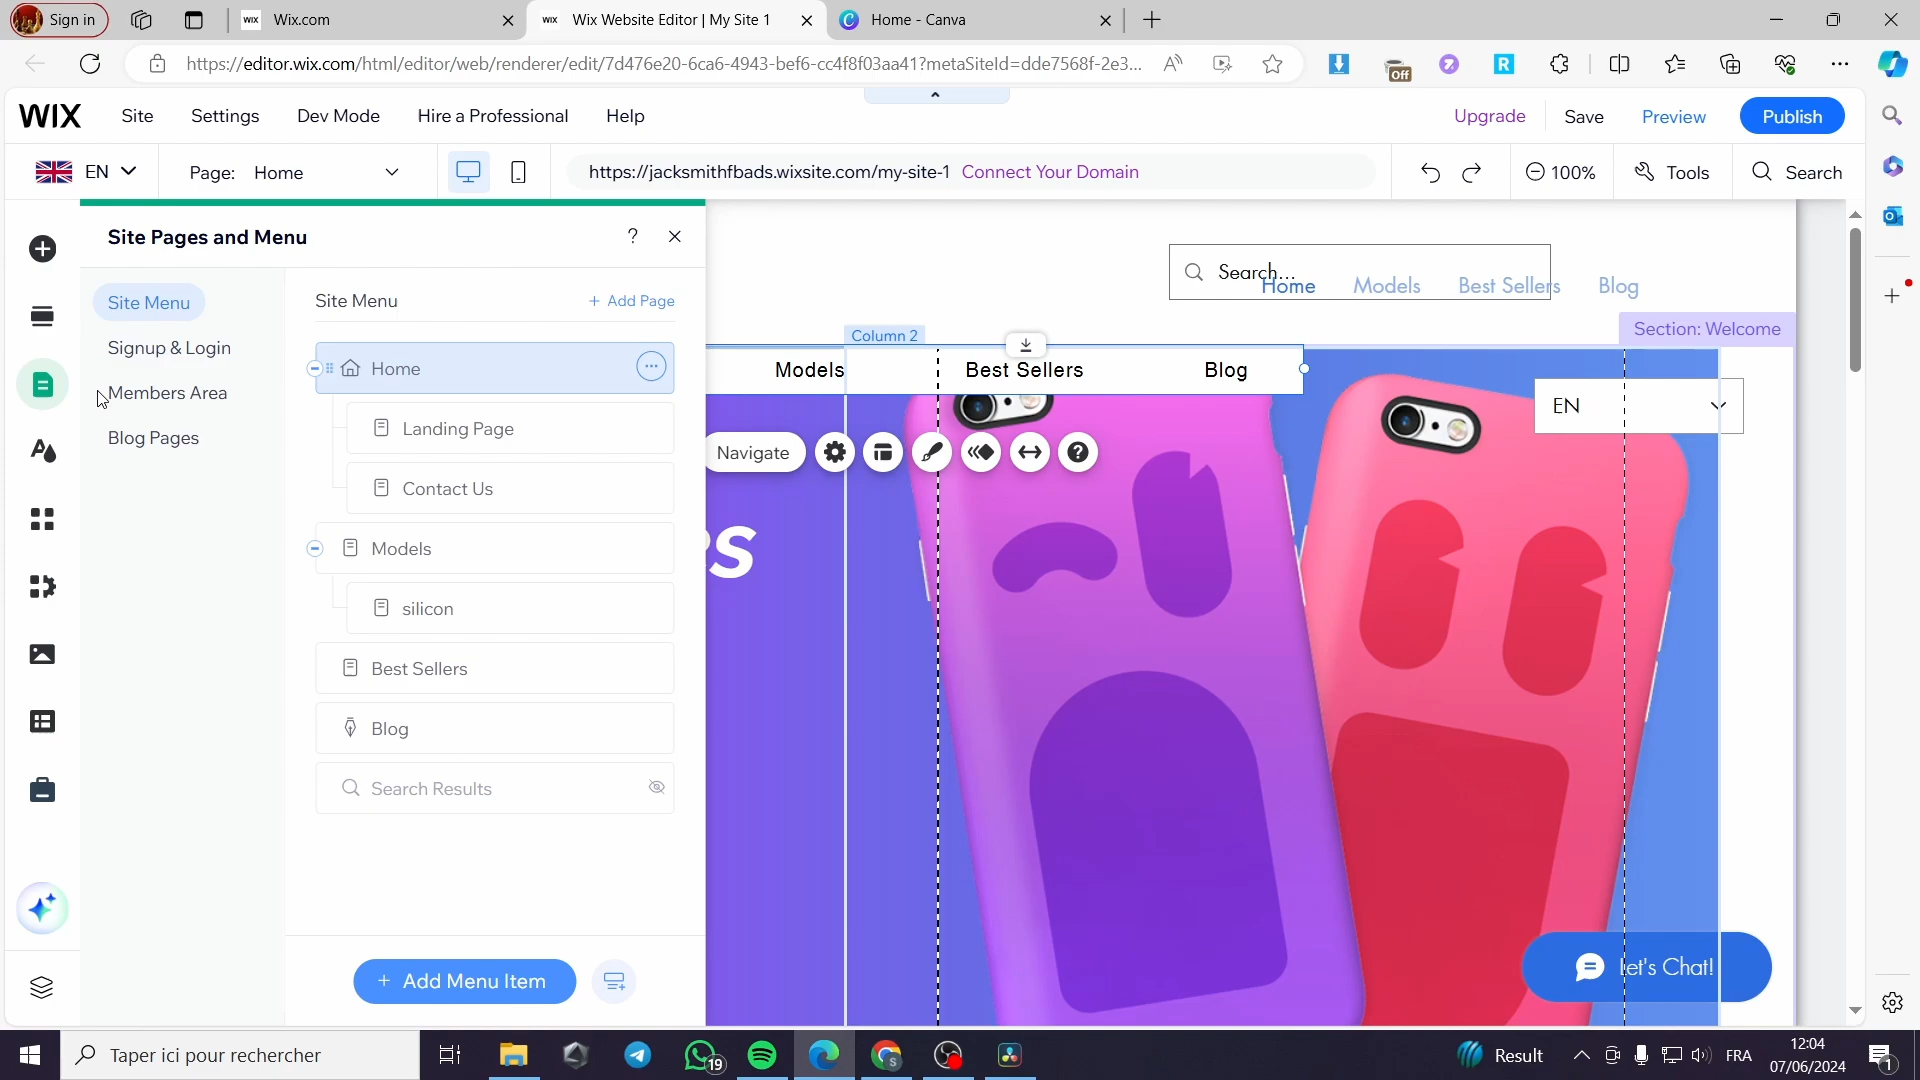 Sign in
WIX Wix.com
WIX Wix Website Editor | My Site 1
C Home - Canva
https://editor.wix.com/html/editor/web/renderer/edit/7d476e20-6ca6-4943-bef6-cc4f8f03aa41?metaSiteId=dde7568f-2e3...
Off
R
WIX
Site
Settings
Dev Mode
Hire a Professional
Help
Upgrade
Save
Preview
Publish
EN
Page: Home
https://jacksmithfbads.wixsite.com/my-site-1 Connect Your Domain
100%
Tools
Search
Site Pages and Menu
?
Site Menu
Signup & Login
Members Area
Blog Pages
Site Menu
+ Add Page
Home
Landing Page
Contact Us
Models
silicon
Best Sellers
Blog
Search Results
+ Add Menu Item
Search...
Home
Models
Best Sellers
Blog
Section: Welcome
Column 2
Models
Best Sellers
Blog
EN
Navigate
?
rs
Let's Chat!
Taper ici pour rechercher
19
Result
FRA
12:04
07/06/2024
1